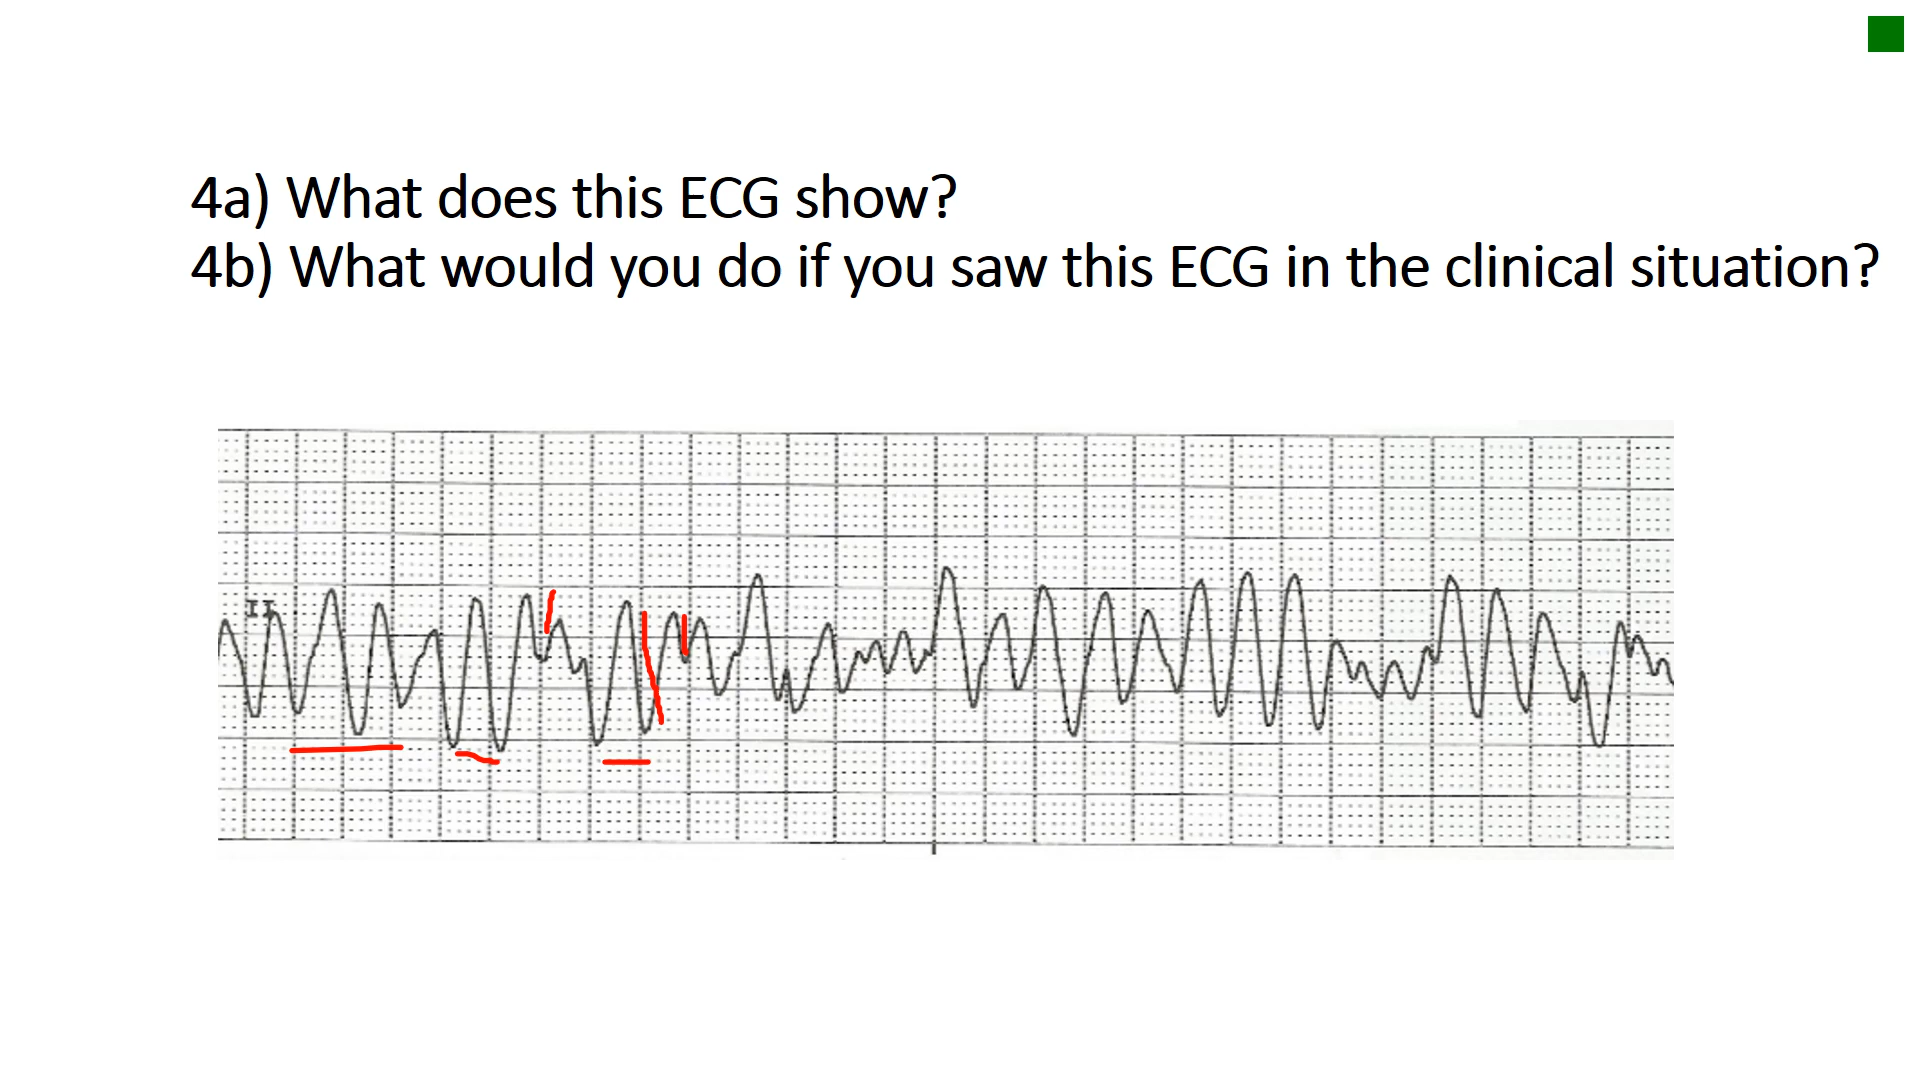 4a) What does this ECG show?
4b) What would you do if you saw this ECG in the clinical situation?
II